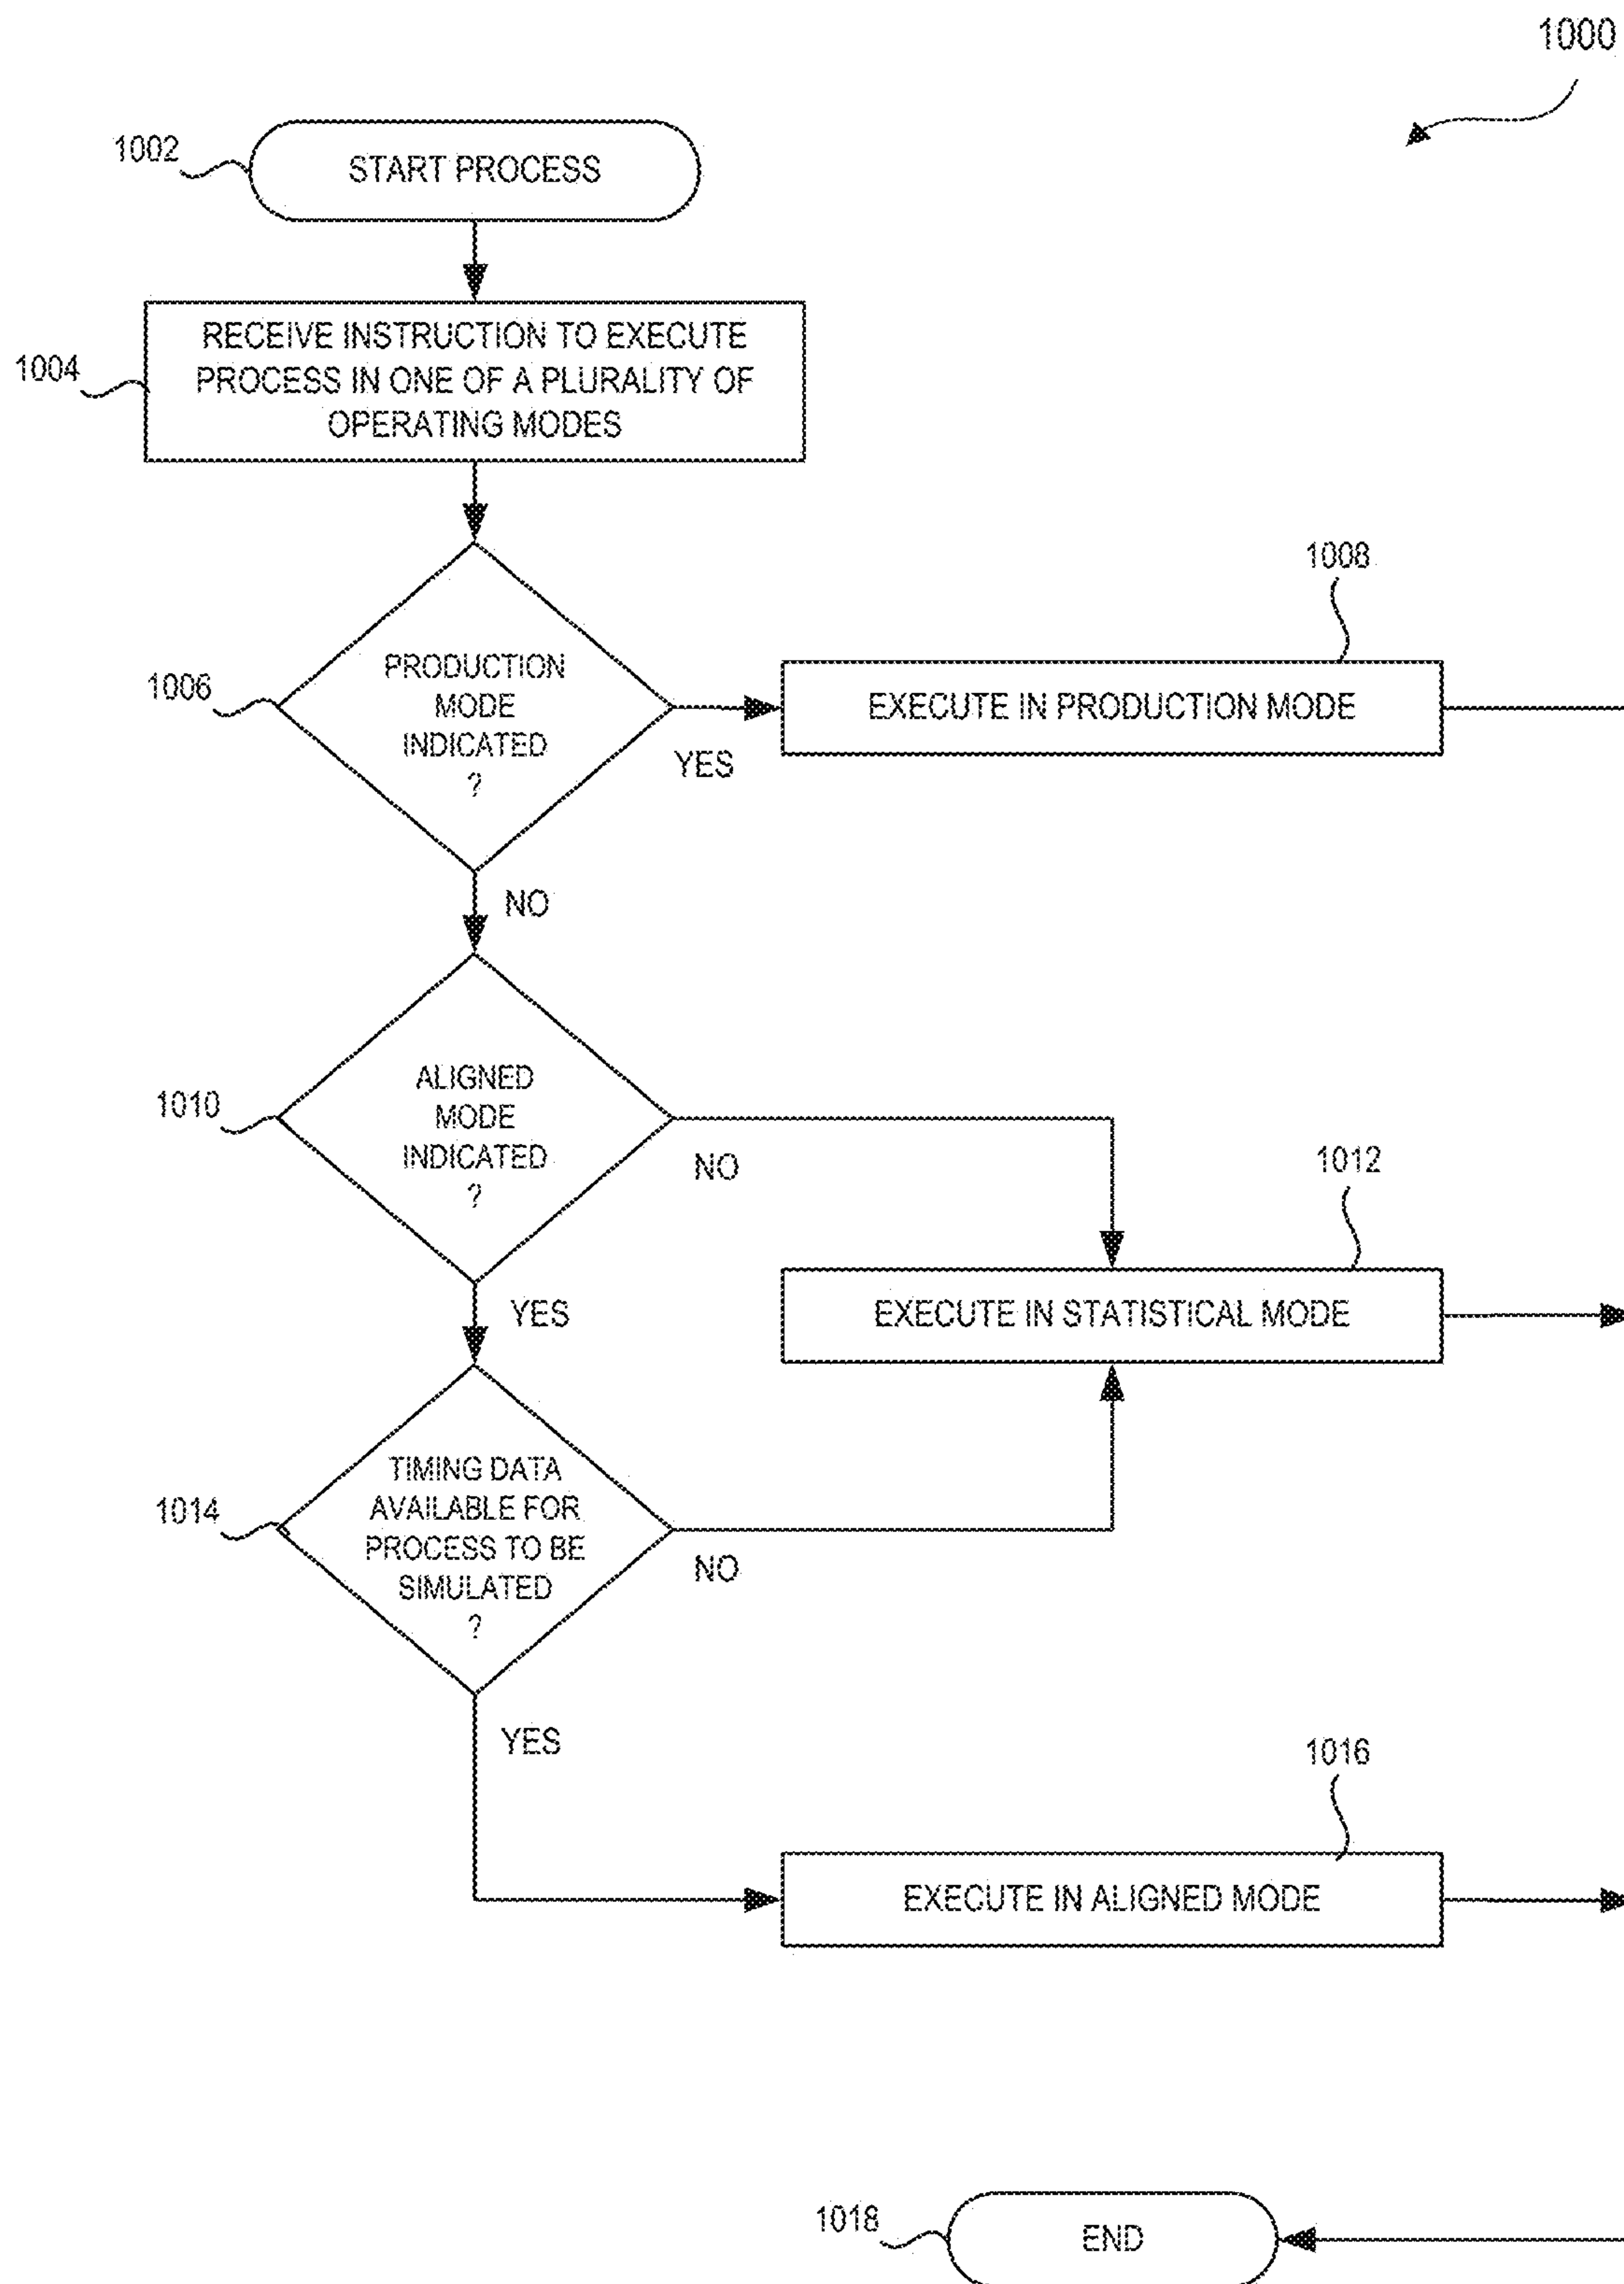 1000
1002
START PROCESS
1004
RECEIVE INSTRUCTION TO EXECUTE
PROCESS IN ONE OF A PLURALITY OF
OPERATING MODES
1006
PRODUCTION
MODE
INDICATED
?
YES
1008
EXECUTE IN PRODUCTION MODE
NO
1010
ALIGNED
MODE
INDICATED
?
NO
1012
EXECUTE IN STATISTICAL MODE
YES
1014
TIMING DATA
AVAILABLE FOR
PROCESS TO BE
SIMULATED
?
NO
YES
1016
EXECUTE IN ALIGNED MODE
1018
END